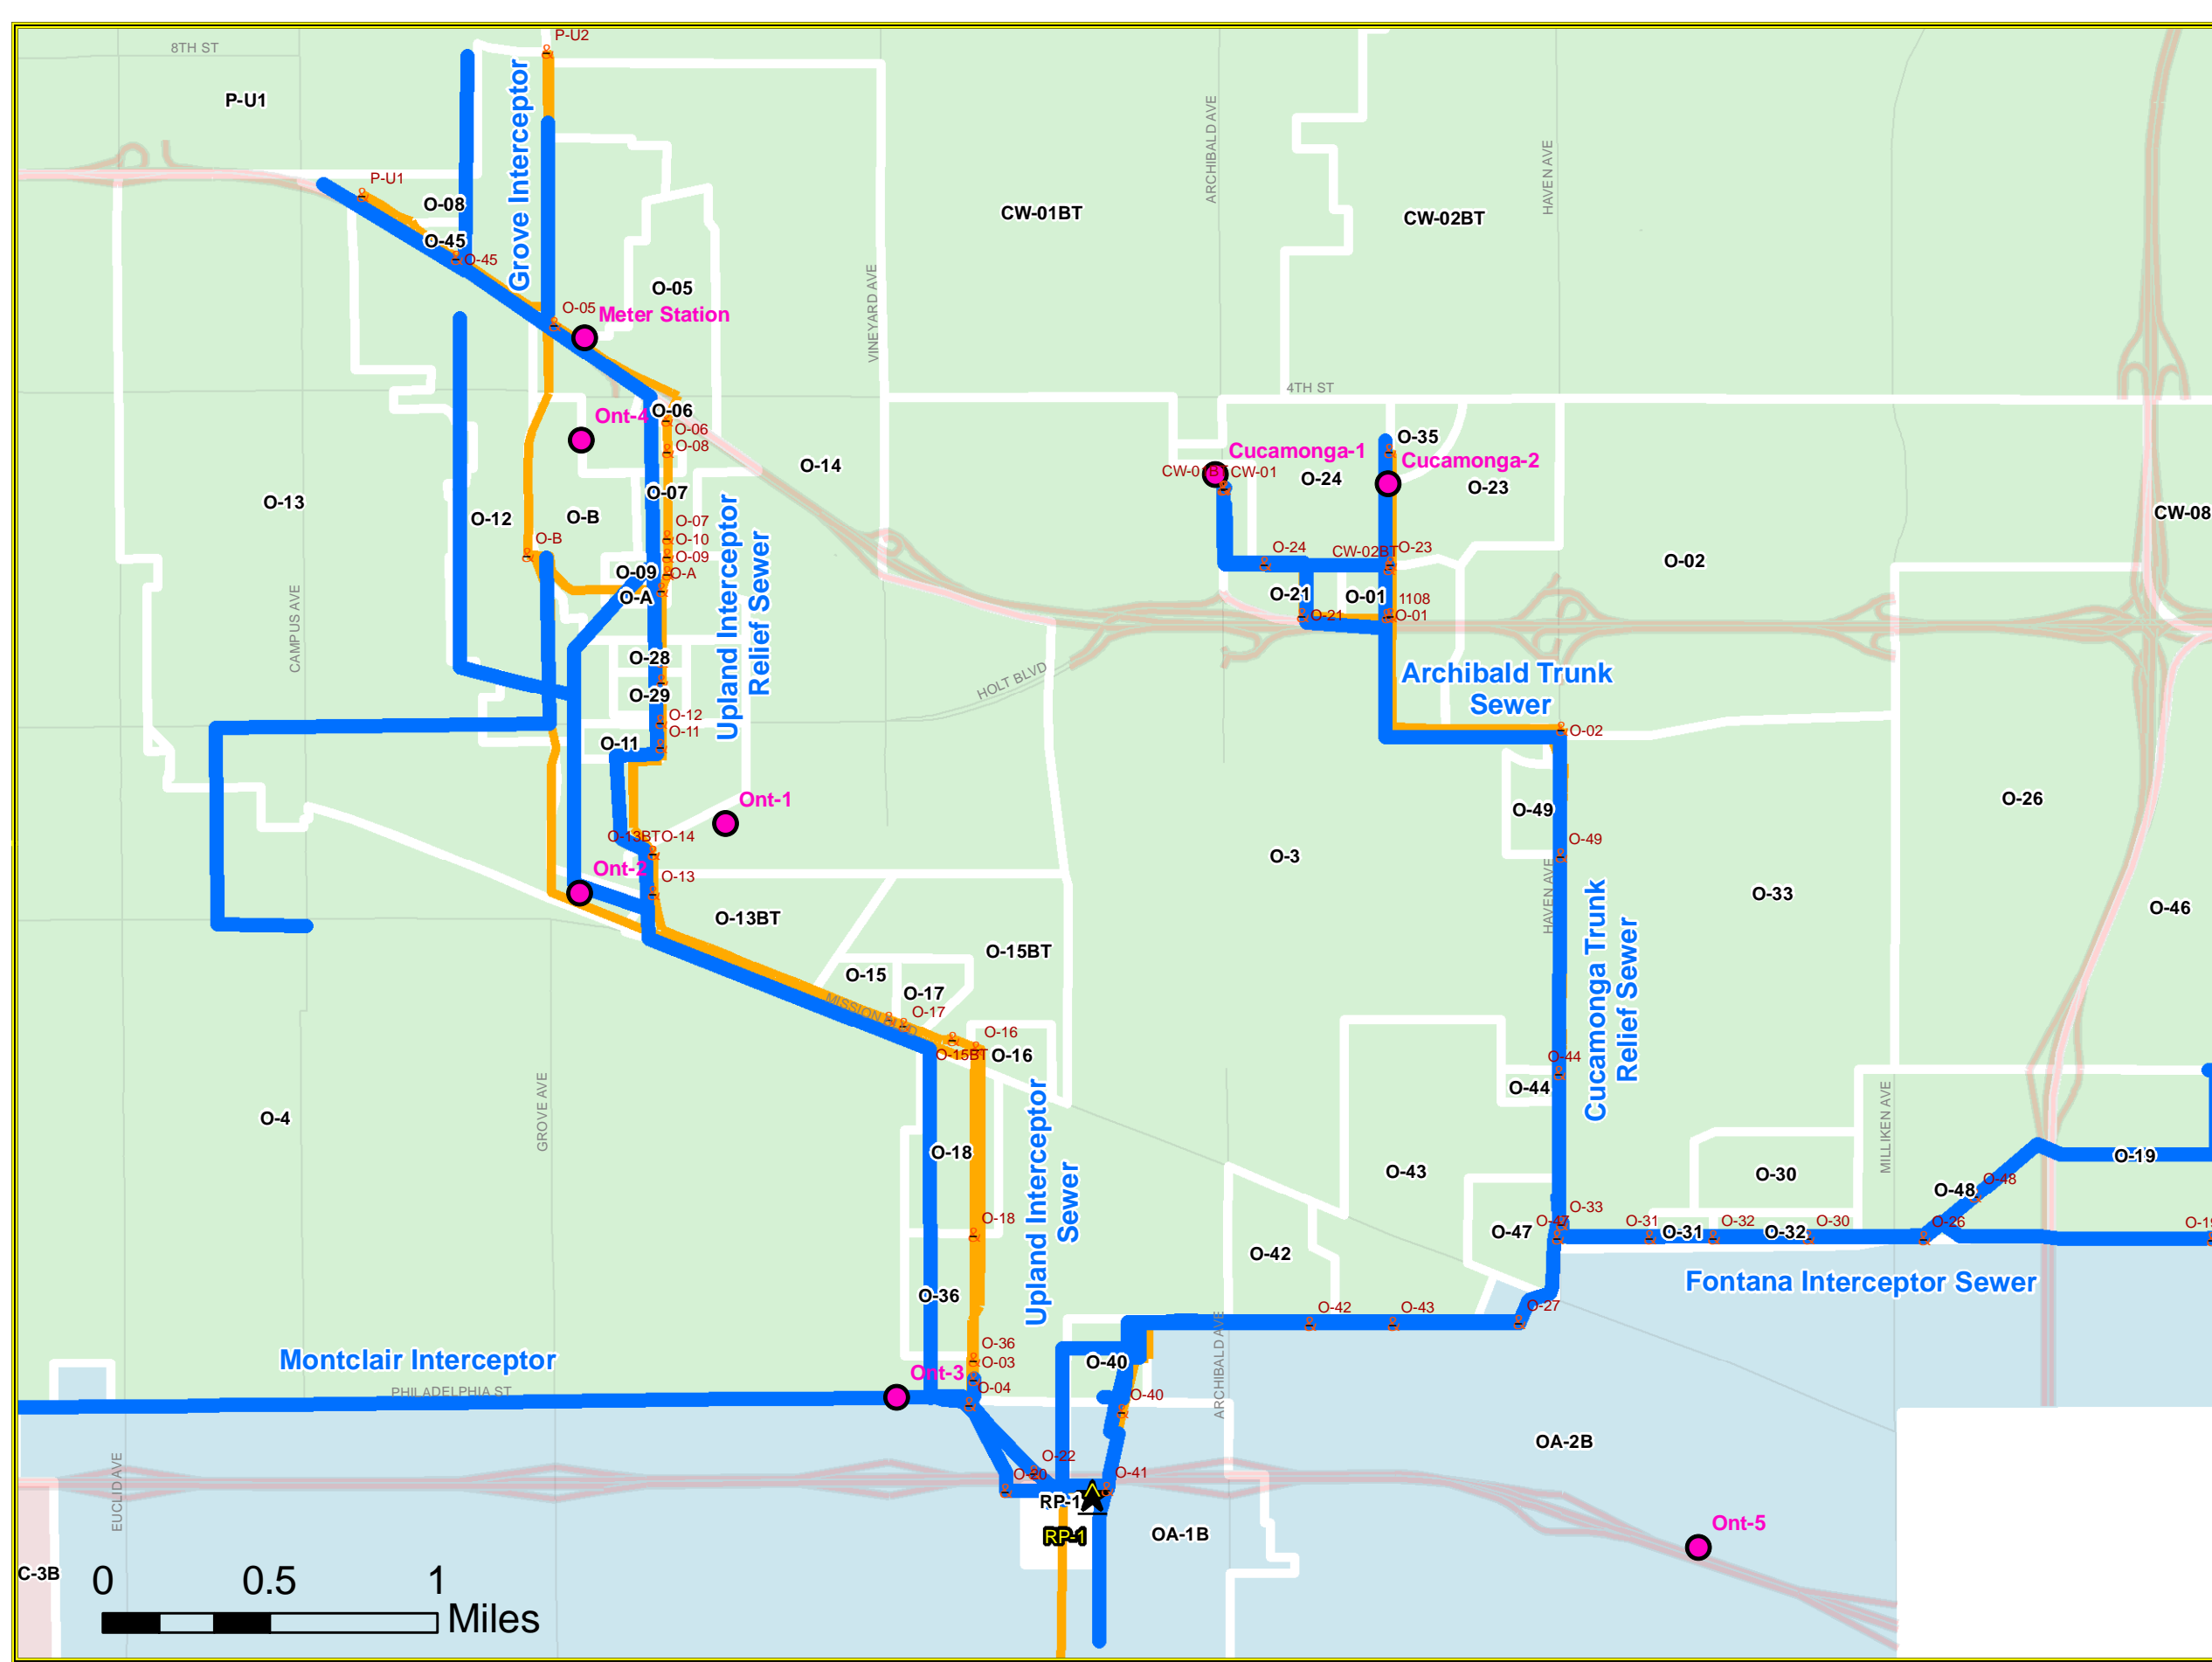 P-U2
8TH ST
P-U1
Grove Interceptor
ARCHIBALD AVE
HAVEN AVE
P-U1
O-08
CW-01BT
CW-02BT
O-45
O-45
O-05
VINEYARD AVE
O-05
Meter Station
4TH ST
O-06
Ont-4
O-06
O-08
O-35
Cucamonga-1
Cucamonga-2
CW-01
O-14
O-24
O-23
O-13
O-12
O-B
O-07
CW-08
O-07
O-10
O-09
O-A
O-B
O-24
CW-02BT
O-23
O-02
O-09
O-A
O-21
O-01
1108
O-21
O-01
CAMPUS AVE
Upland Interceptor
Relief Sewer
O-28
O-29
HOLT BLVD
Archibald Trunk
Sewer
O-12
O-11
O-11
O-02
Ont-1
O-49
O-26
O-13BT
O-14
O-49
O-3
Ont-2
O-13
O-33
HAVEN AVE
O-13BT
O-46
Cucamonga Trunk
Relief Sewer
O-15BT
O-15
O-17
O-17
O-16
O-15BT
O-16
O-44
O-44
GROVE AVE
O-4
MILLIKEN AVE
O-18
Upland Interceptor
Sewer
O-43
O-30
O-19
O-48
O-48
O-18
O-33
O-47
O-47
O-31
O-31
O-32
O-32
O-30
O-26
O-42
Fontana Interceptor Sewer
O-36
O-42
O-43
O-27
ARCHIBALD AVE
O-36
O-03
O-40
Montclair Interceptor
Ont-3
PHILADELPHIA ST
O-04
O-40
OA-2B
EUCLID AVE
O-22
O-20
O-41
RP-1
RP-1
OA-1B
Ont-5
C-3B
0 0.5 1
Miles